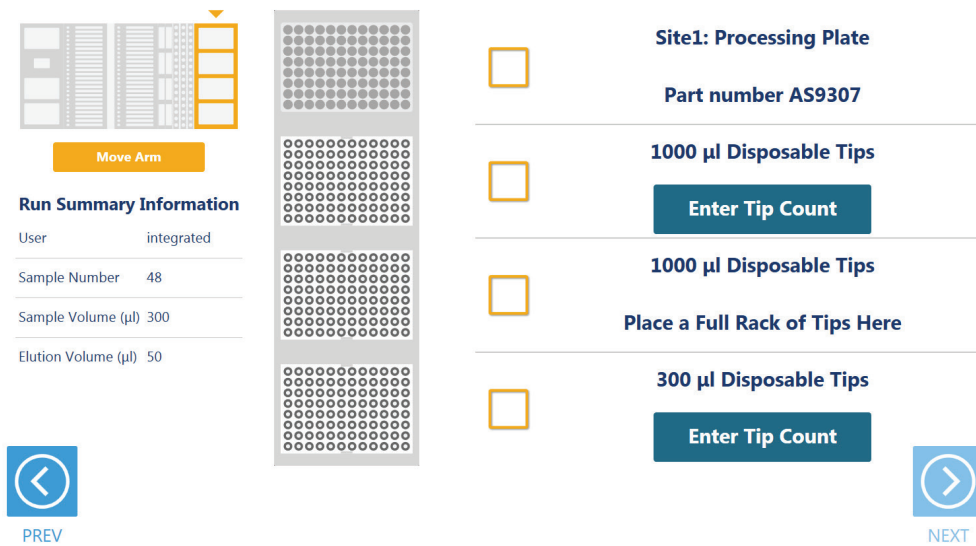 Move Arm
Run Summary Information
User integrated
Sample Number 48
Sample Volume (µl) 300
Elution Volume (µl) 50
PREV
Site1: Processing Plate
Part number AS9307
1000 µl Disposable Tips
Enter Tip Count
1000 µl Disposable Tips
Place a Full Rack of Tips Here
300 µl Disposable Tips
Enter Tip Count
NEXT